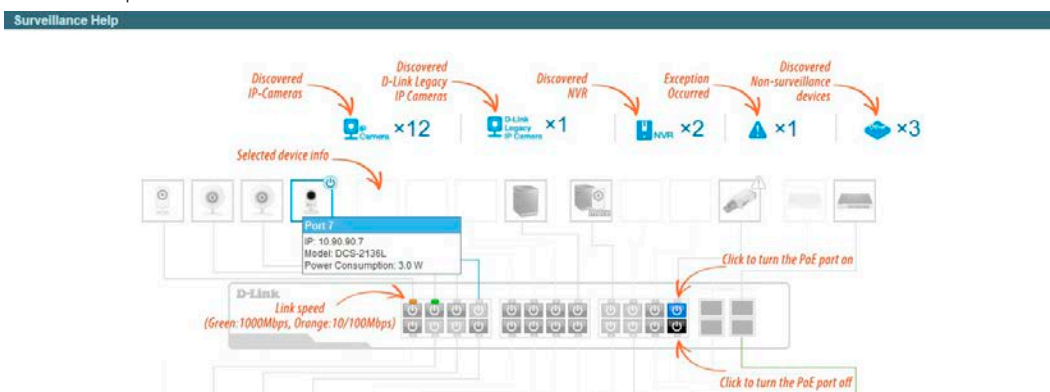 Surveillance Help
Discovered
IP-Cameras
Discovered
D-Link Legacy
IP Cameras
Discovered
NVR
Exception
Occurred
Discovered
Non-surveillance
devices
IP
Camera
×12
D-Link
Legacy
IP Camera
×1
NVR ×2
×1
×3
Selected device info
Port 7
IP: 10.90.90.7
Model: DCS-2136L
Power Consumption: 3.0 W
Click to turn the PoE port on
D-Link
Link speed
(Green:1000Mbps, Orange:10/100Mbps)
Click to turn the PoE port off